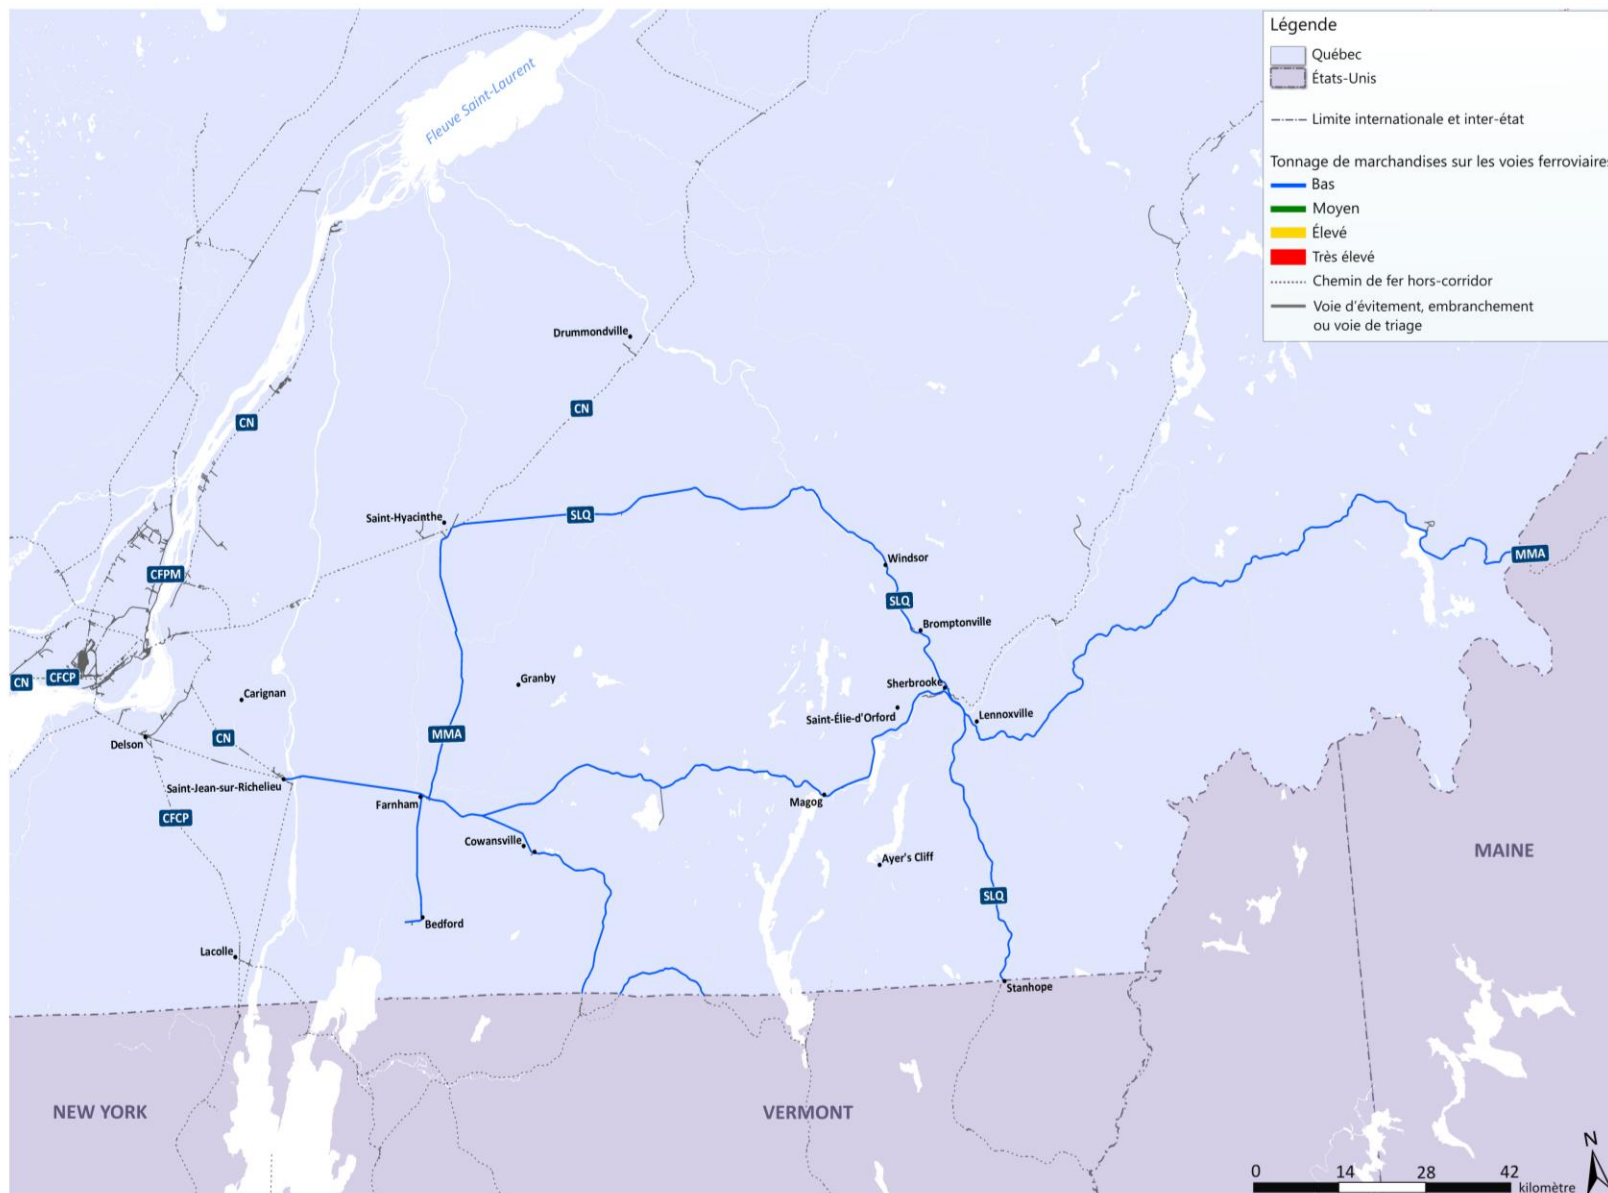 Légende
Québec
États-Unis
Limite internationale et inter-état
Tonnage de marchandises sur les voies ferroviaires
Bas
Moyen
Élevé
Très élevé
Chemin de fer hors-corridor
Voie d'évitement, embranchement
ou voie de triage
Fleuve Saint-Laurent
Drummondville
CN
CN
Saint-Hyacinthe
SLQ
Windsor
MMA
CFPM
SLQ
Bromptonville
CN
CFCP
Carignan
Granby
Sherbrooke
Saint-Élie-d'Orford
Lennoxville
Delson
CN
MMA
Saint-Jean-sur-Richelieu
Farnham
Magog
CFCP
Cowansville
Ayer's Cliff
MAINE
SLQ
Bedford
Lacolle
Stanhope
NEW YORK
VERMONT
N
0 14 28 42
kilomètre